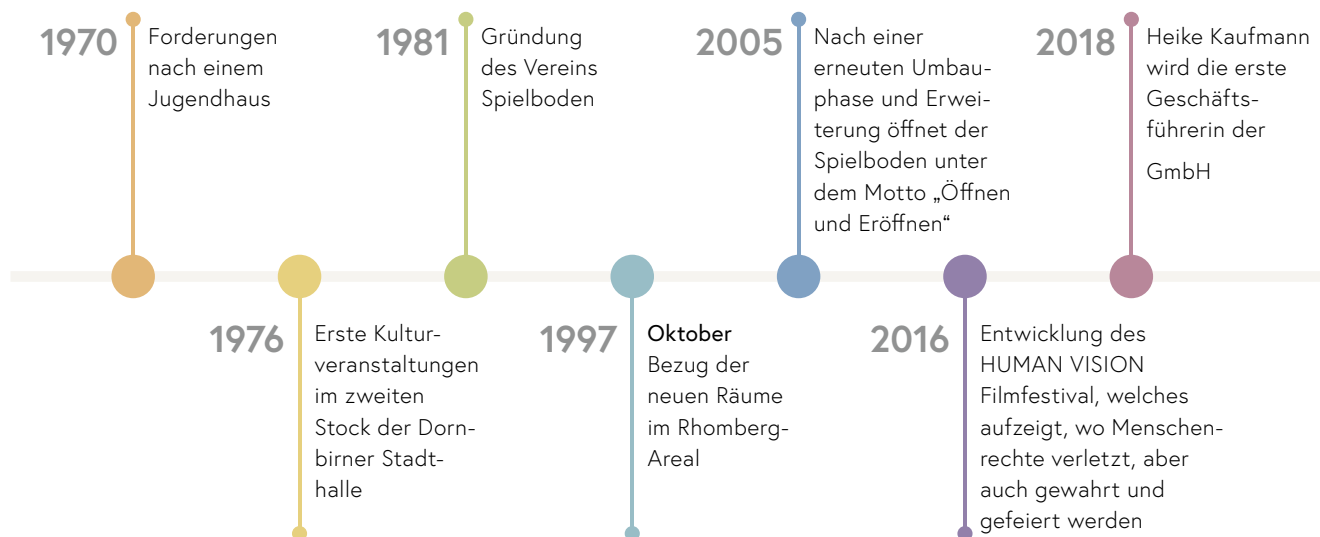 1970
Forderungen
nach einem
Jugendhaus
1976
Erste Kultur-
veranstaltungen
im zweiten
Stock der Dorn-
birner Stadt-
halle
1981
Gründung
des Vereins
Spielboden
1997
Oktober
Bezug der
neuen Räume
im Rhomberg-
Areal
2005
Nach einer
erneuten Umbau-
phase und Erwei-
terung öffnet der
Spielboden unter
dem Motto „Öffnen
und Eröffnen“
2016
Entwicklung des
HUMAN VISION
Filmfestival, welches
aufzeigt, wo Menschen-
rechte verletzt, aber
auch gewahrt und
gefeiert werden
2018
Heike Kaufmann
wird die erste
Geschäfts-
führerin der
GmbH